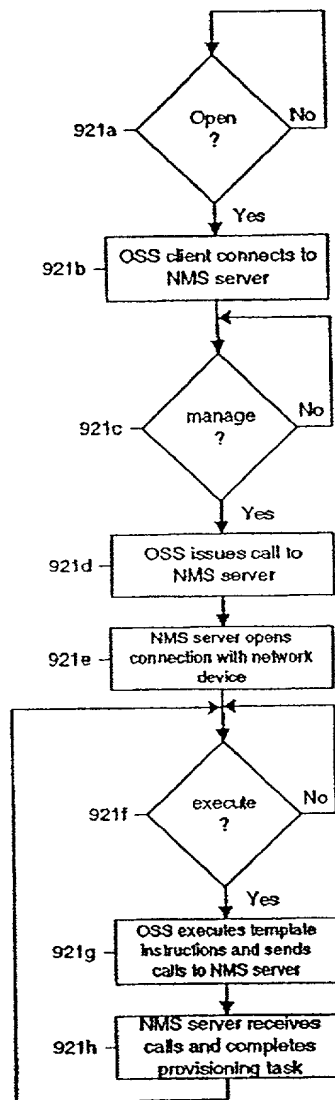 Open
?
No
921a
Yes
OSS client connects to
NMS server
921b
manage
?
No
921c
Yes
OSS issues call to
NMS server
921d
NMS server opens
connection with network
device
921e
execute
?
No
921f
Yes
OSS executes template
instructions and sends
calls to NMS server
921g
NMS server receives
calls and completes
provisioning task
921h